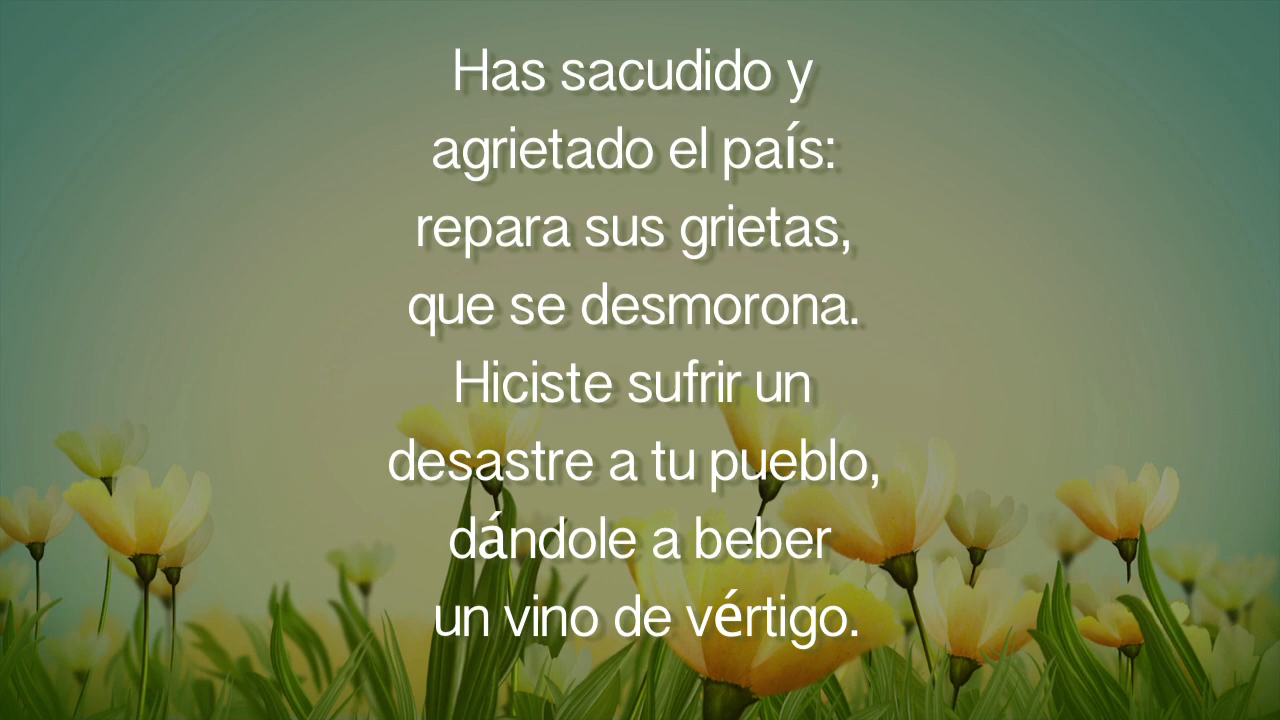 Has sacudido y
agrietado el país:
repara sus grietas,
que se desmorona.
Hiciste sufrir un
desastre a tu pueblo,
dándole a beber
un vino de vértigo.